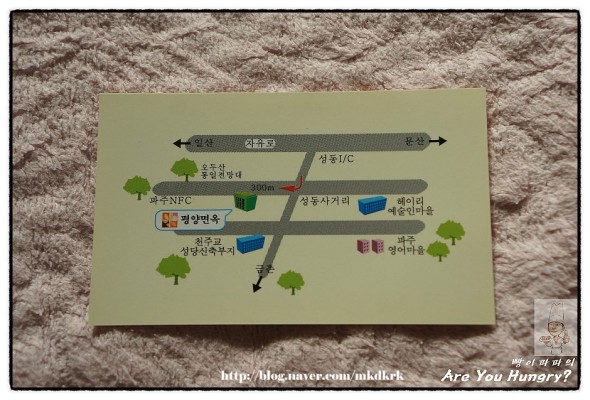 일산 자유로 문산
성동I/C
오두산
통일전망대
300m
파주NFC
성동사거리
헤이리
예술인마을
평양면옥
천주교
성당신축부지
파주
영어마을
금촌
빵이파파의
http://blog.naver.com/mkdkrk
Are You Hungry?